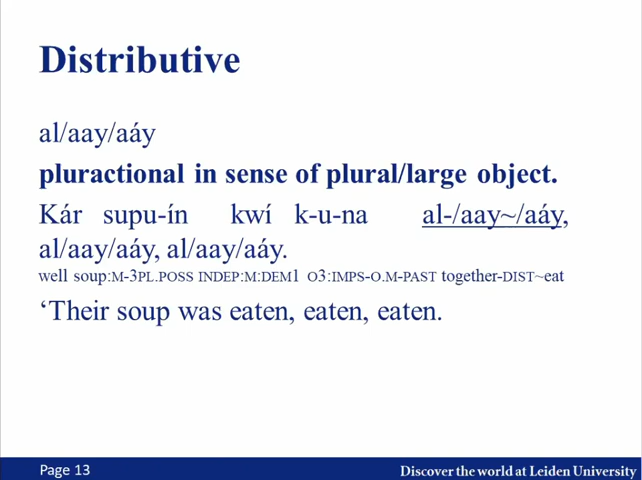 Distributive
al/aay/aáy
pluractional in sense of plural/large object.
Kár supu-ín kwí k-u-na al-/aay~/aáy,
al/aay/aáy, al/aay/aáy.
well soup:M-3PL.POSS INDEP:M:DEM1 O3:IMPS-O.M-PAST together-DIST~eat
‘Their soup was eaten, eaten, eaten.
Page 13
Discover the world at Leiden University